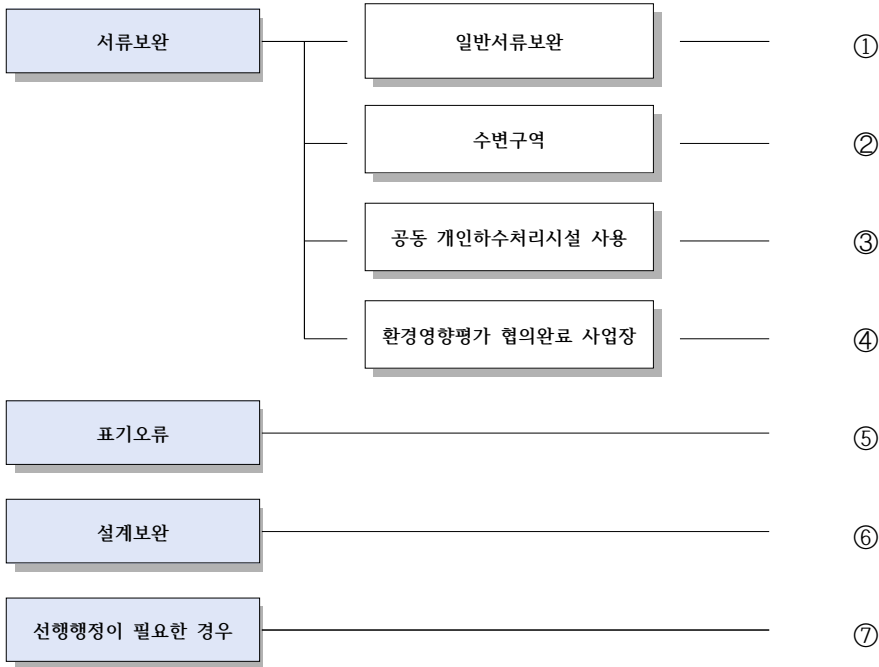 서류보완
일반서류보완 ①
수변구역 ②
공동 개인하수처리시설 사용 ③
환경영향평가 협의완료 사업장 ④
표기오류 ⑤
설계보완 ⑥
선행행정이 필요한 경우 ⑦